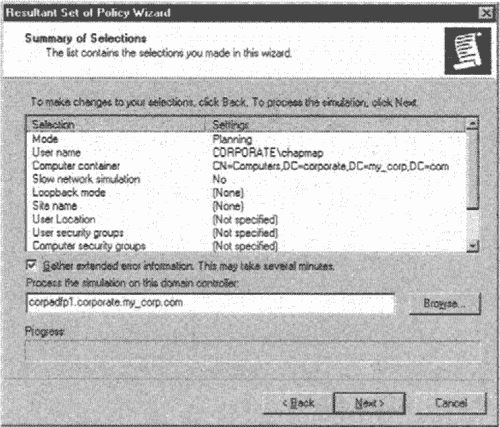 Resultant Set of Policy Wizard
Summary of Selections
The list contains the selections you made in this wizard.
To make changes to your selections, click Back. To process the simulation, click Next.
Selection Settings
Mode Planning
User name CORPORATE\chapmap
Computer container CN=Computers,DC=corporate,DC=my_corp,DC=com
Slow network simulation No
Loopback mode (None)
Site name (None)
User Location (Not specified)
User security groups (Not specified)
Computer security groups (Not specified)
Gather extended error information. This may take several minutes.
Process the simulation on this domain controller:
corpadfp1.corporate.my_corp.com
Browse...
Progress:
< Back Next > Cancel